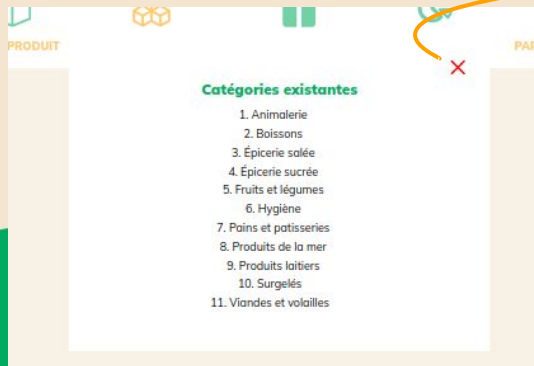 PRODUIT
Catégories existantes
1. Animalerie
2. Boissons
3. Épicerie salée
4. Épicerie sucrée
5. Fruits et légumes
6. Hygiène
7. Pains et patisseries
8. Produits de la mer
9. Produits laitiers
10. Surgelés
11. Viandes et volailles